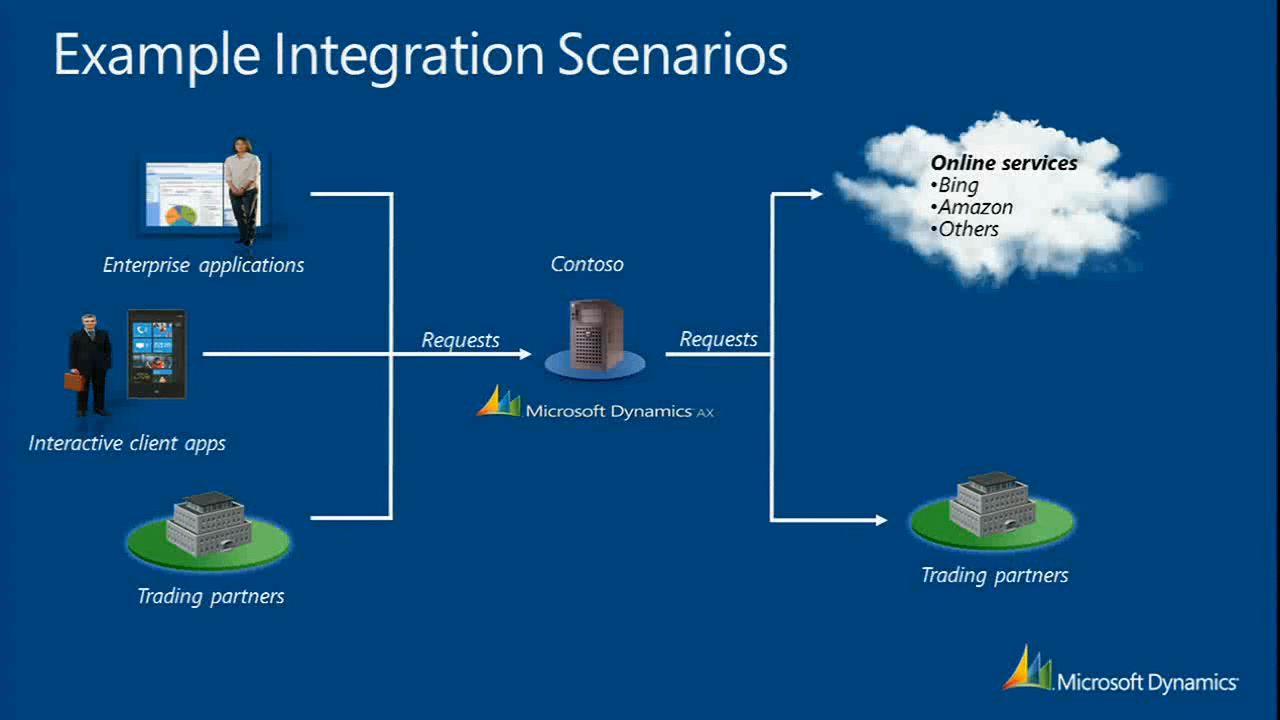 Example Integration Scenarios
Online services
•Bing
•Amazon
•Others
Enterprise applications
Contoso
Requests
Requests
Microsoft Dynamics AX
Interactive client apps
Trading partners
Trading partners
Microsoft Dynamics